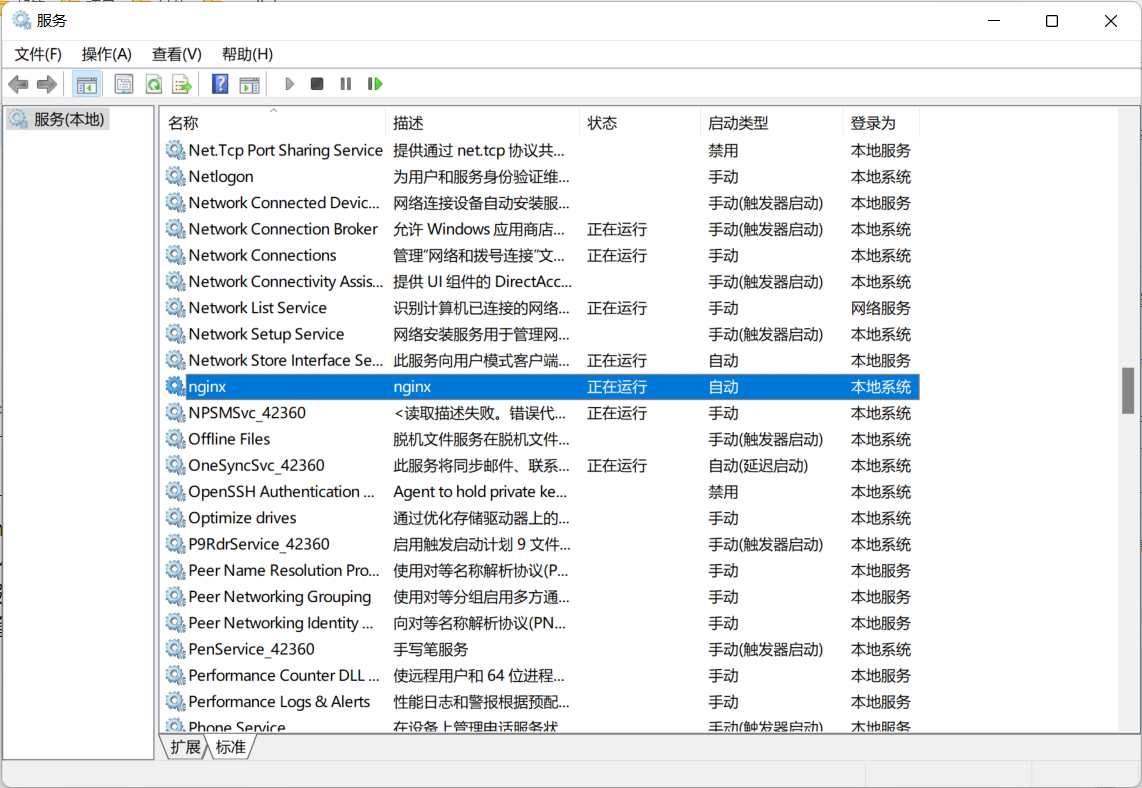 服务
文件(F) 操作(A) 查看(V) 帮助(H)
服务(本地)
名称 描述 状态 启动类型 登录为
Net.Tcp Port Sharing Service 提供通过 net.tcp 协议共... 禁用 本地服务
Netlogon 为用户和服务身份验证维... 手动 本地系统
Network Connected Devic... 网络连接设备自动安装服... 手动(触发器启动) 本地服务
Network Connection Broker 允许 Windows 应用商店... 正在运行 手动(触发器启动) 本地系统
Network Connections 管理"网络和拨号连接"文... 正在运行 手动 本地系统
Network Connectivity Assis... 提供 UI 组件的 DirectAcc... 手动(触发器启动) 本地系统
Network List Service 识别计算机已连接的网络... 正在运行 手动 网络服务
Network Setup Service 网络安装服务用于管理网... 手动(触发器启动) 本地系统
Network Store Interface Se... 此服务向用户模式客户端... 正在运行 自动 本地服务
nginx nginx 正在运行 自动 本地系统
NPSMSvc_42360 <读取描述失败。错误代... 正在运行 手动 本地系统
Offline Files 脱机文件服务在脱机文件... 手动(触发器启动) 本地系统
OneSyncSvc_42360 此服务将同步邮件、联系... 正在运行 自动(延迟启动) 本地系统
OpenSSH Authentication ... Agent to hold private ke... 禁用 本地系统
Optimize drives 通过优化存储驱动器上的... 手动 本地系统
P9RdrService_42360 启用触发启动计划 9 文件... 手动(触发器启动) 本地系统
Peer Name Resolution Pro... 使用对等名称解析协议(P... 手动 本地服务
Peer Networking Grouping 使用对等分组启用多方通... 手动 本地服务
Peer Networking Identity ... 向对等名称解析协议(PN... 手动 本地服务
PenService_42360 手写笔服务 手动(触发器启动) 本地系统
Performance Counter DLL ... 使远程用户和 64 位进程... 手动 本地服务
Performance Logs & Alerts 性能日志和警报根据预配... 手动 本地服务
Phone Service 在设备上管理电话服务状 手动(触发器启动) 本地服务
扩展 标准